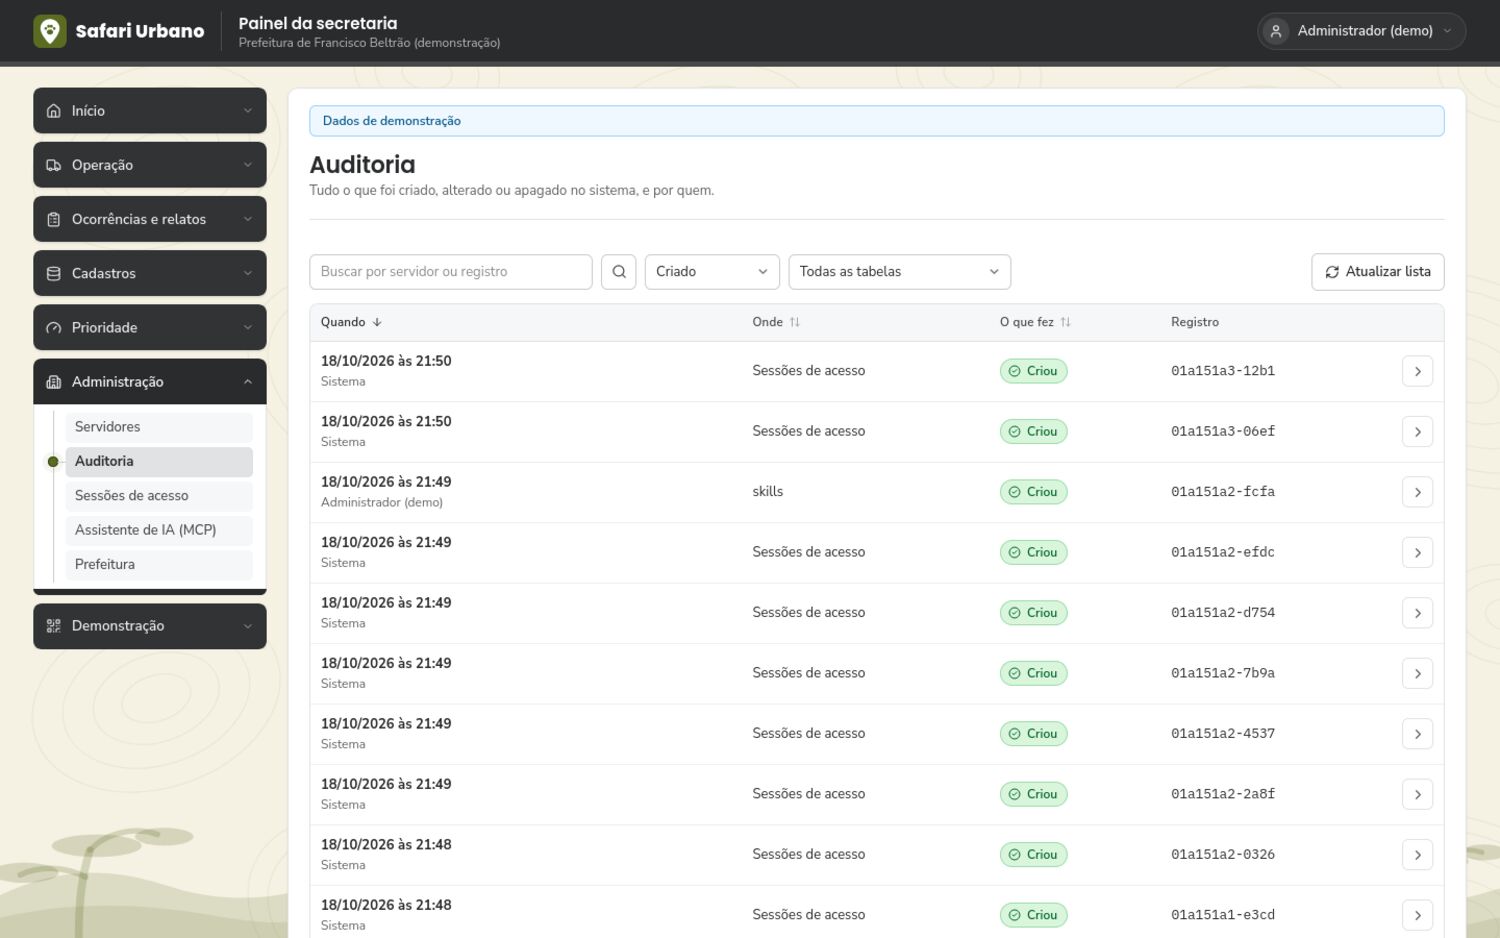 Safari Urbano
Painel da secretaria
Prefeitura de Francisco Beltrão (demonstração)
Administrador (demo)
Início
Operação
Ocorrências e relatos
Cadastros
Prioridade
Administração
Servidores
Auditoria
Sessões de acesso
Assistente de IA (MCP)
Prefeitura
Demonstração
Dados de demonstração
Auditoria
Tudo o que foi criado, alterado ou apagado no sistema, e por quem.
Buscar por servidor ou registro
Criado
Todas as tabelas
Atualizar lista
Quando Onde O que fez Registro
18/10/2026 às 21:50
Sistema
Sessões de acesso Criou 01a151a3-12b1
18/10/2026 às 21:50
Sistema
Sessões de acesso Criou 01a151a3-06ef
18/10/2026 às 21:49
Administrador (demo)
skills Criou 01a151a2-fcfa
18/10/2026 às 21:49
Sistema
Sessões de acesso Criou 01a151a2-efdc
18/10/2026 às 21:49
Sistema
Sessões de acesso Criou 01a151a2-d754
18/10/2026 às 21:49
Sistema
Sessões de acesso Criou 01a151a2-7b9a
18/10/2026 às 21:49
Sistema
Sessões de acesso Criou 01a151a2-4537
18/10/2026 às 21:49
Sistema
Sessões de acesso Criou 01a151a2-2a8f
18/10/2026 às 21:48
Sistema
Sessões de acesso Criou 01a151a2-0326
18/10/2026 às 21:48
Sistema
Sessões de acesso Criou 01a151a1-e3cd